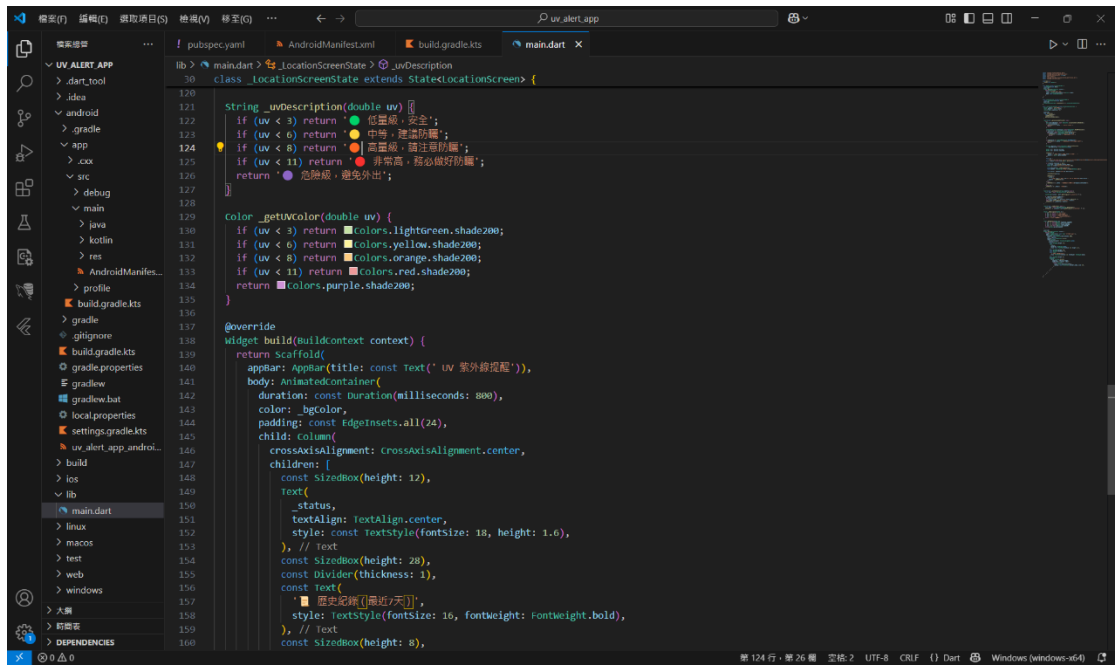 檔案(F) 編輯(E) 選取項目(S) 檢視(V) 移至(G) ··· ← → uv_alert_app
檔案總管 ···
UV_ALERT_APP
.dart_tool
.idea
android
.gradle
app
.cxx
src
debug
main
java
kotlin
res
AndroidManifes...
profile
build.gradle.kts
gradle
.gitignore
build.gradle.kts
gradle.properties
gradlew
gradlew.bat
local.properties
settings.gradle.kts
uv_alert_app_androi...
build
ios
lib
main.dart
linux
macos
test
web
windows
大綱
時間表
DEPENDENCIES
pubspec.yaml AndroidManifest.xml build.gradle.kts main.dart
lib > main.dart > _LocationScreenState > _uvDescription
30 class _LocationScreenState extends State<LocationScreen> {
120
121 String _uvDescription(double uv) {
122 if (uv < 3) return '🟢 低量級，安全';
123 if (uv < 6) return '🟡 中等，建議防曬';
124 if (uv < 8) return '🟠 高量級，請注意防曬';
125 if (uv < 11) return '🔴 非常高，務必做好防曬';
126 return '🟣 危險級，避免外出';
127 }
128
129 Color _getUVColor(double uv) {
130 if (uv < 3) return Colors.lightGreen.shade200;
131 if (uv < 6) return Colors.yellow.shade200;
132 if (uv < 8) return Colors.orange.shade200;
133 if (uv < 11) return Colors.red.shade200;
134 return Colors.purple.shade200;
135 }
136
137 @override
138 Widget build(BuildContext context) {
139 return Scaffold(
140 appBar: AppBar(title: const Text(' UV 紫外線提醒')),
141 body: AnimatedContainer(
142 duration: const Duration(milliseconds: 800),
143 color: _bgColor,
144 padding: const EdgeInsets.all(24),
145 child: Column(
146 crossAxisAlignment: CrossAxisAlignment.center,
147 children: [
148 const SizedBox(height: 12),
149 Text(
150 _status,
151 textAlign: TextAlign.center,
152 style: const TextStyle(fontSize: 18, height: 1.6),
153 ), // Text
154 const SizedBox(height: 28),
155 const Divider(thickness: 1),
156 const Text(
157 '📜 歷史紀錄(最近7天)',
158 style: TextStyle(fontSize: 16, fontWeight: FontWeight.bold),
159 ), // Text
160 const SizedBox(height: 8),
0 0 第 124 行，第 26 欄 空格: 2 UTF-8 CRLF {} Dart Windows (windows-x64)